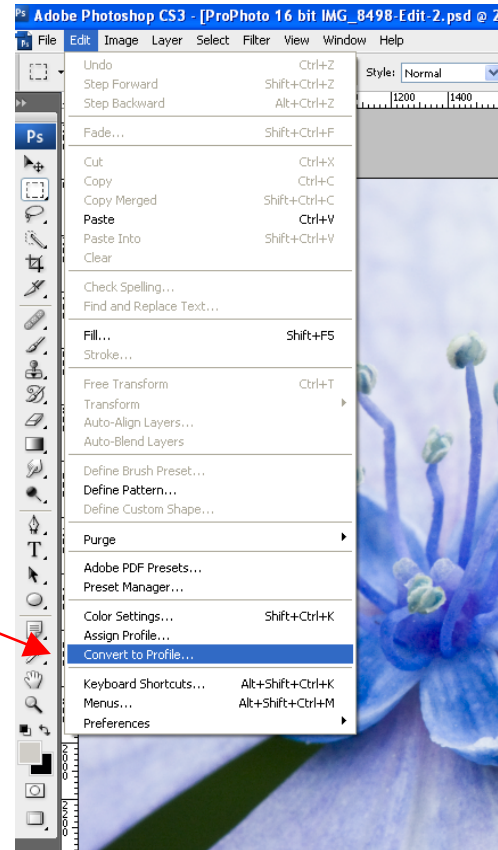 Ps Adobe Photoshop CS3 - [ProPhoto 16 bit IMG_8498-Edit-2.psd @ 2
Ps File Edit Image Layer Select Filter View Window Help
Style: Normal
1200 1400
Ps
Undo Ctrl+Z
Step Forward Shift+Ctrl+Z
Step Backward Alt+Ctrl+Z
Fade... Shift+Ctrl+F
Cut Ctrl+X
Copy Ctrl+C
Copy Merged Shift+Ctrl+C
Paste Ctrl+V
Paste Into Shift+Ctrl+V
Clear
Check Spelling...
Find and Replace Text...
Fill... Shift+F5
Stroke...
Free Transform Ctrl+T
Transform
Auto-Align Layers...
Auto-Blend Layers
Define Brush Preset...
Define Pattern...
Define Custom Shape...
Purge
Adobe PDF Presets...
Preset Manager...
Color Settings... Shift+Ctrl+K
Assign Profile...
Convert to Profile...
Keyboard Shortcuts... Alt+Shift+Ctrl+K
Menus... Alt+Shift+Ctrl+M
Preferences